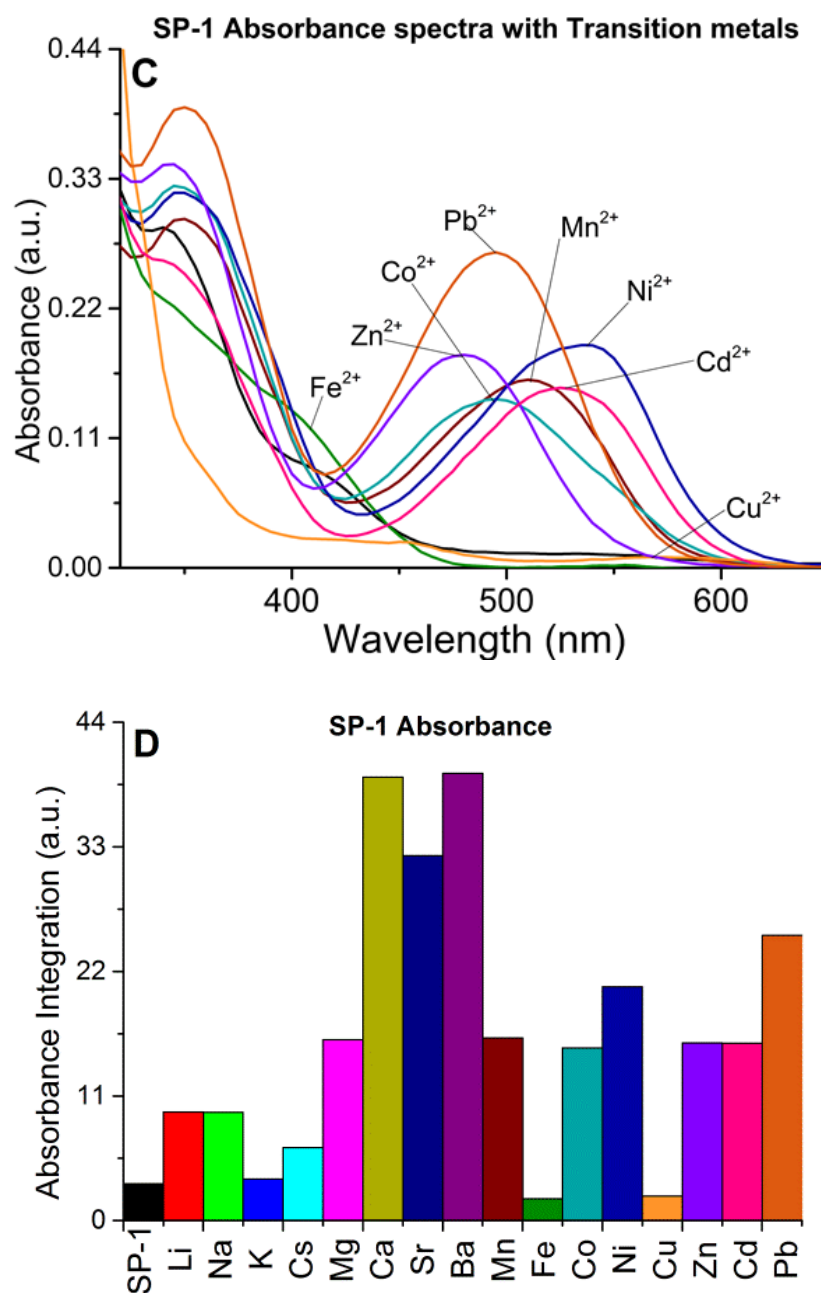 SP-1 Absorbance spectra with Transition metals
C
0.44
0.33
0.22
0.11
0.00
Absorbance (a.u.)
Pb²⁺
Mn²⁺
Co²⁺
Ni²⁺
Zn²⁺
Cd²⁺
Fe²⁺
Cu²⁺
400 500 600
Wavelength (nm)
SP-1 Absorbance
D
44
33
22
11
0
Absorbance Integration (a.u.)
SP-1 Li Na K Cs Mg Ca Sr Ba Mn Fe Co Ni Cu Zn Cd Pb